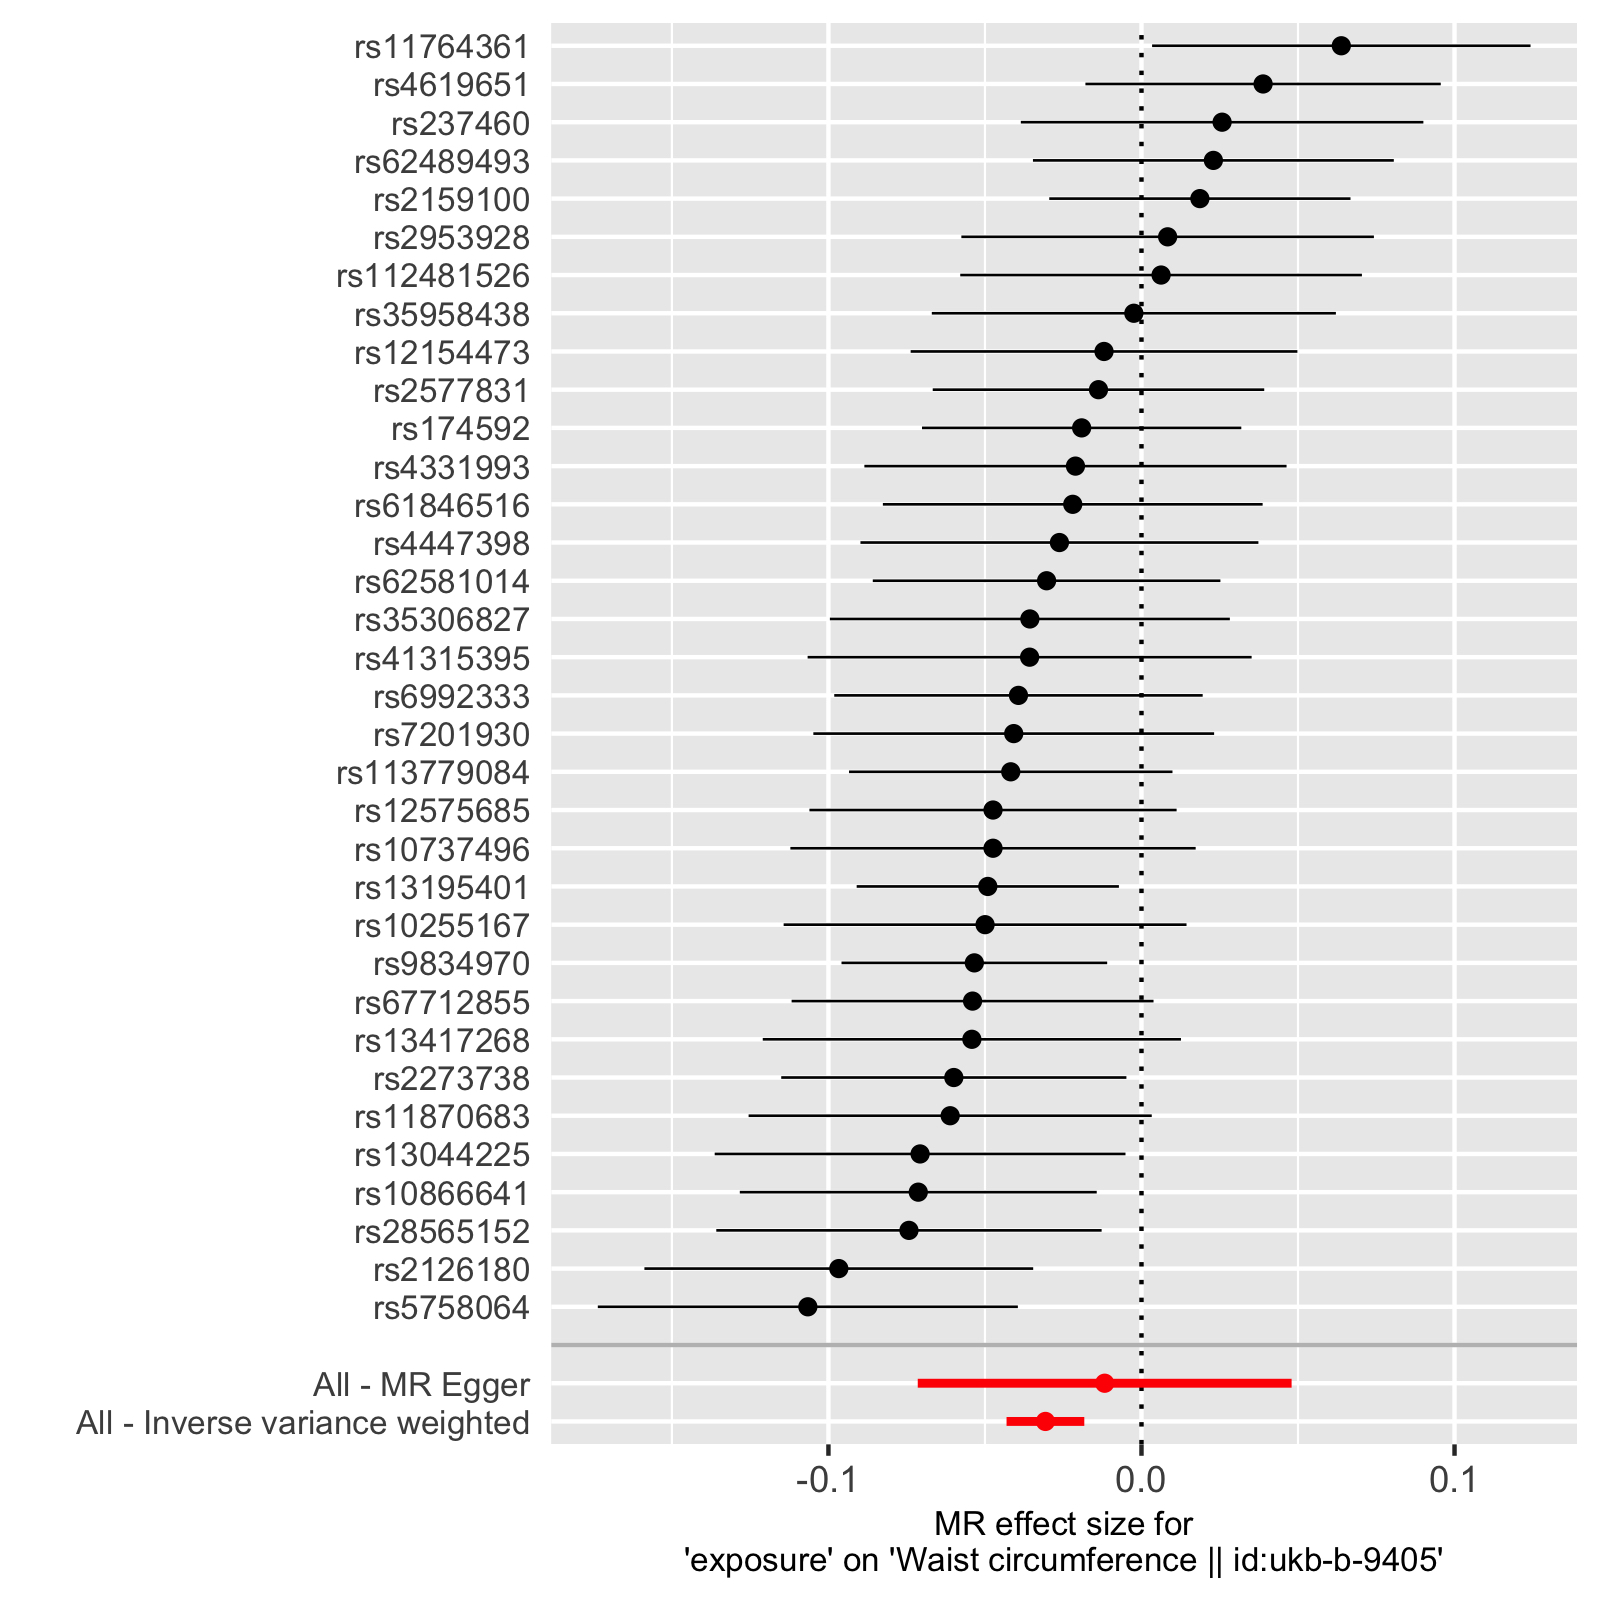 rs11764361
rs4619651
rs237460
rs62489493
rs2159100
rs2953928
rs112481526
rs35958438
rs12154473
rs2577831
rs174592
rs4331993
rs61846516
rs4447398
rs62581014
rs35306827
rs41315395
rs6992333
rs7201930
rs113779084
rs12575685
rs10737496
rs13195401
rs10255167
rs9834970
rs67712855
rs13417268
rs2273738
rs11870683
rs13044225
rs10866641
rs28565152
rs2126180
rs5758064
All - MR Egger
All - Inverse variance weighted
-0.1 0.0 0.1
MR effect size for
'exposure' on 'Waist circumference || id:ukb-b-9405'